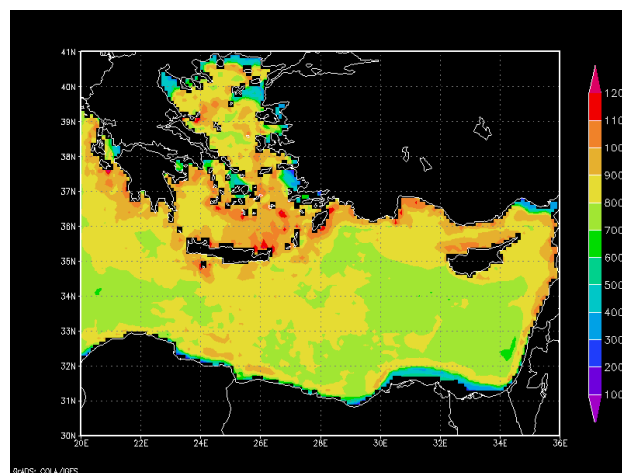 41N
40N
39N
38N
37N
36N
35N
34N
33N
32N
31N
30N
20E 22E 24E 26E 28E 30E 32E 34E 36E
120
110
100
900
800
700
600
500
400
300
200
100
GrADS: COLA/IGES